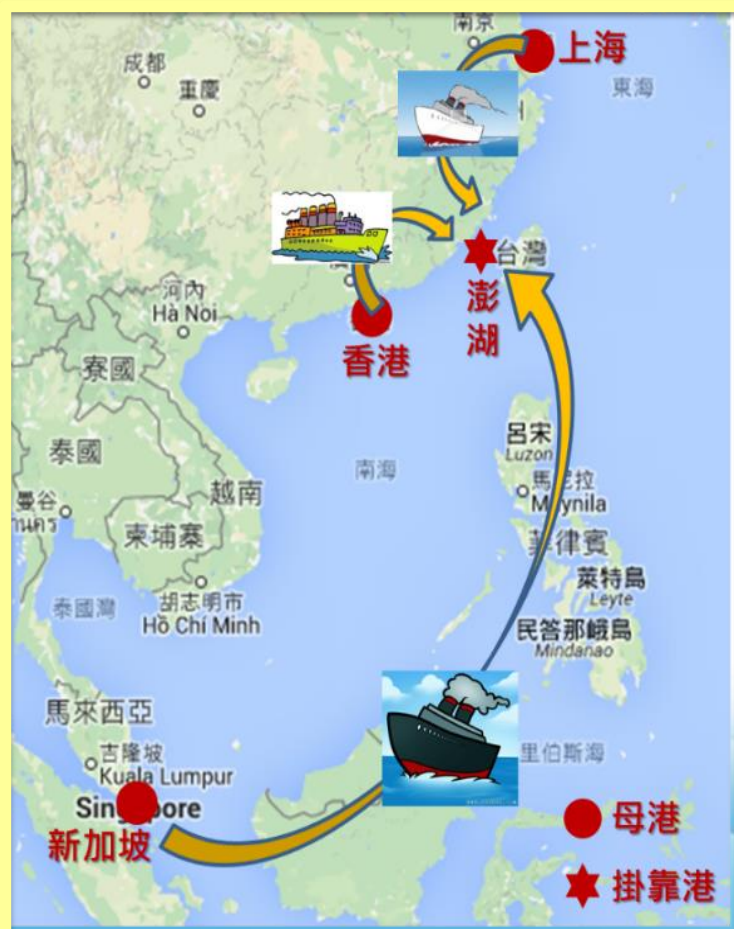 南京
上海
成都
重慶
東海
台灣
澎
湖
河內
Hà Noi
香港
寮國
呂宋
Luzon
泰國
南海
馬尼拉
Maynila
越南
曼谷
柬埔寨
菲律賓
萊特島
Leyte
泰國灣
胡志明市
Hồ Chí Minh
民答那峨島
Mindanao
馬來西亞
吉隆坡
Kuala Lumpur
里伯斯海
Singapore
新加坡
母港
掛靠港